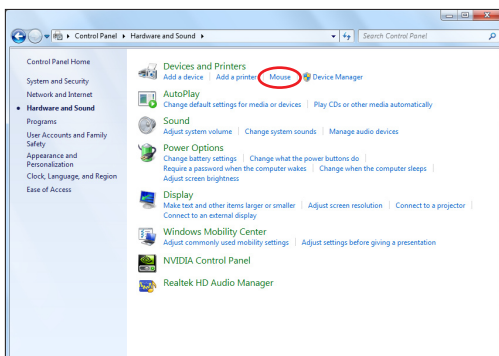 Control Panel ▸ Hardware and Sound ▸
Search Control Panel
Control Panel Home
System and Security
Network and Internet
Hardware and Sound
Programs
User Accounts and Family
Safety
Appearance and
Personalization
Clock, Language, and Region
Ease of Access
Devices and Printers
Add a device | Add a printer | Mouse | Device Manager
AutoPlay
Change default settings for media or devices | Play CDs or other media automatically
Sound
Adjust system volume | Change system sounds | Manage audio devices
Power Options
Change battery settings | Change what the power buttons do |
Require a password when the computer wakes | Change when the computer sleeps |
Adjust screen brightness
Display
Make text and other items larger or smaller | Adjust screen resolution | Connect to a projector |
Connect to an external display
Windows Mobility Center
Adjust commonly used mobility settings | Adjust settings before giving a presentation
NVIDIA Control Panel
Realtek HD Audio Manager